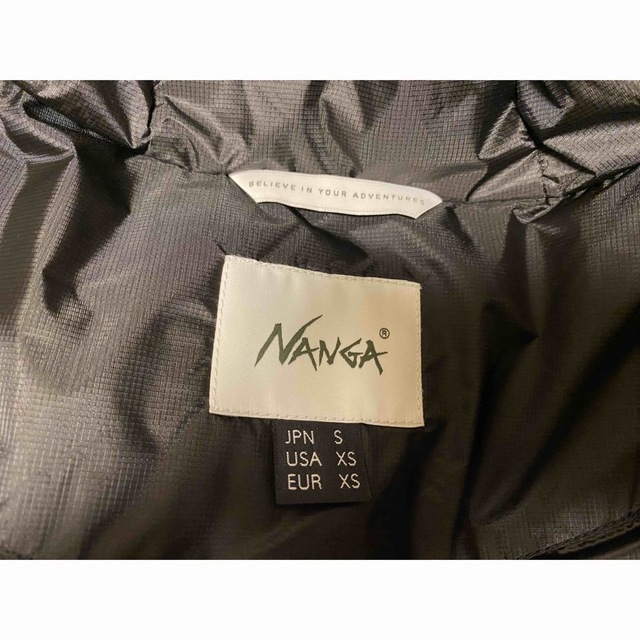 BELIEVE IN YOUR ADVENTURES
NANGA®
JPN S
USA XS
EUR XS